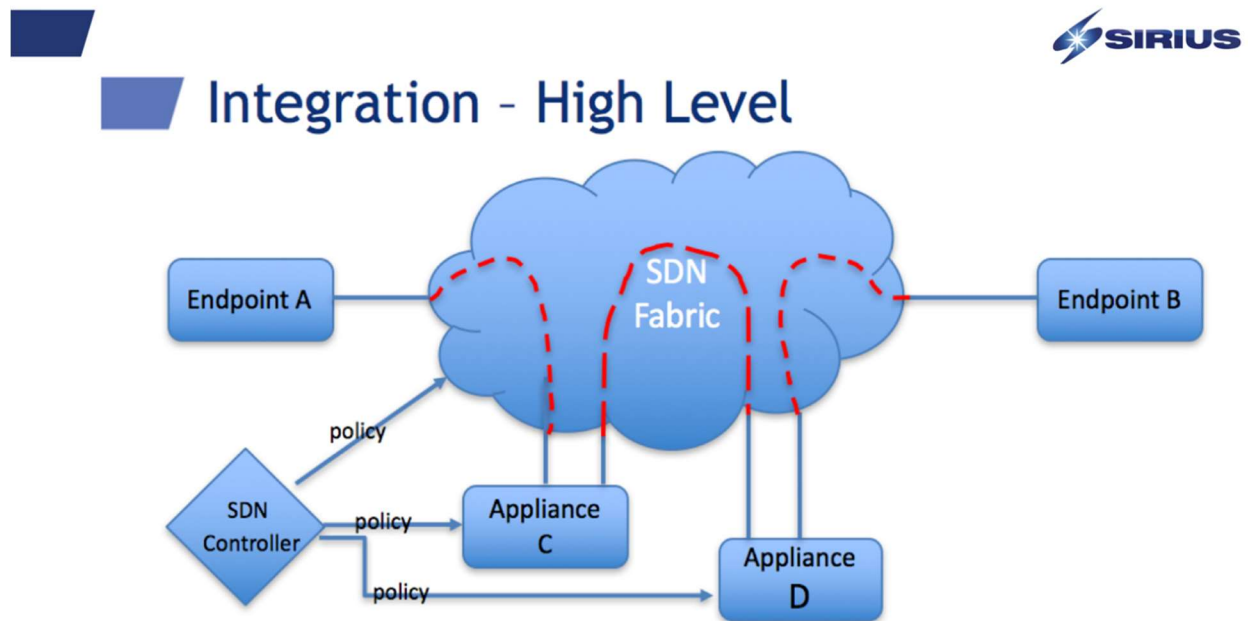 SIRIUS
Integration – High Level
Endpoint A
SDN
Fabric
Endpoint B
policy
SDN
Controller
policy
Appliance
C
policy
Appliance
D